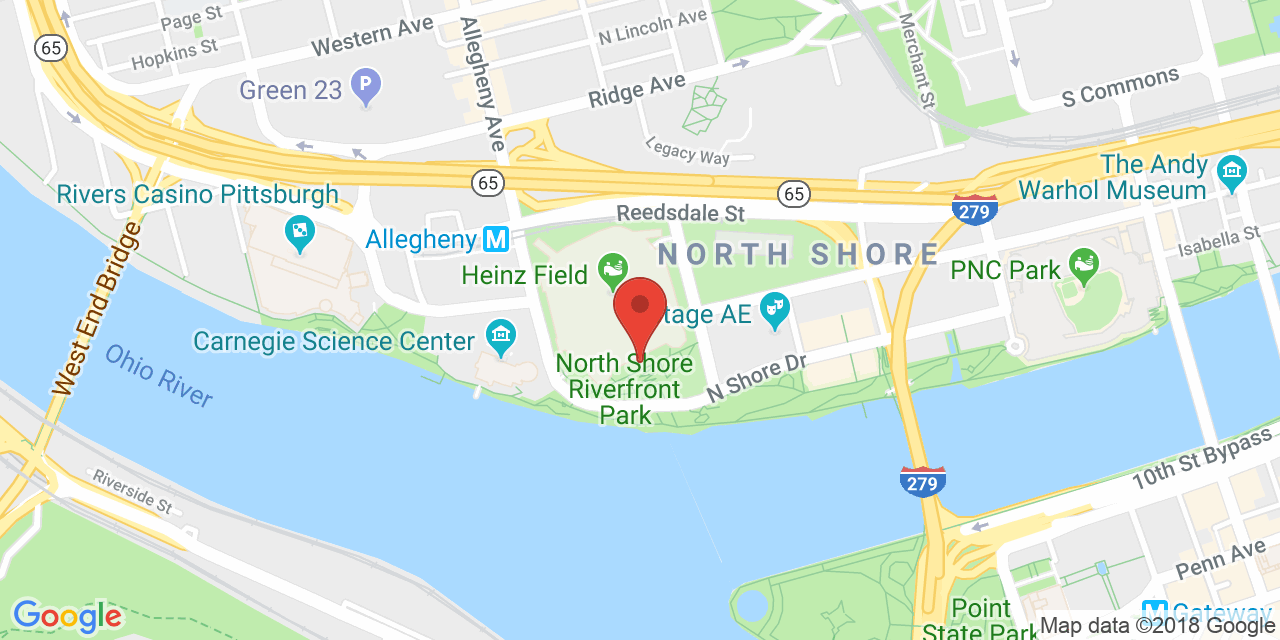 Page St
65
Hopkins St
Western Ave
Allegheny Ave
N Lincoln Ave
Merchant St
Green 23
P
Ridge Ave
S Commons
Legacy Way
The Andy
Warhol Museum
65
65
279
Rivers Casino Pittsburgh
Reedsdale St
Allegheny M
NORTH SHORE
Isabella St
West End Bridge
Heinz Field
PNC Park
tage AE
Carnegie Science Center
Ohio River
North Shore
Riverfront
Park
N Shore Dr
10th St Bypass
279
Riverside St
Penn Ave
Google
Point
State Park
M Gateway
Map data ©2018 Google